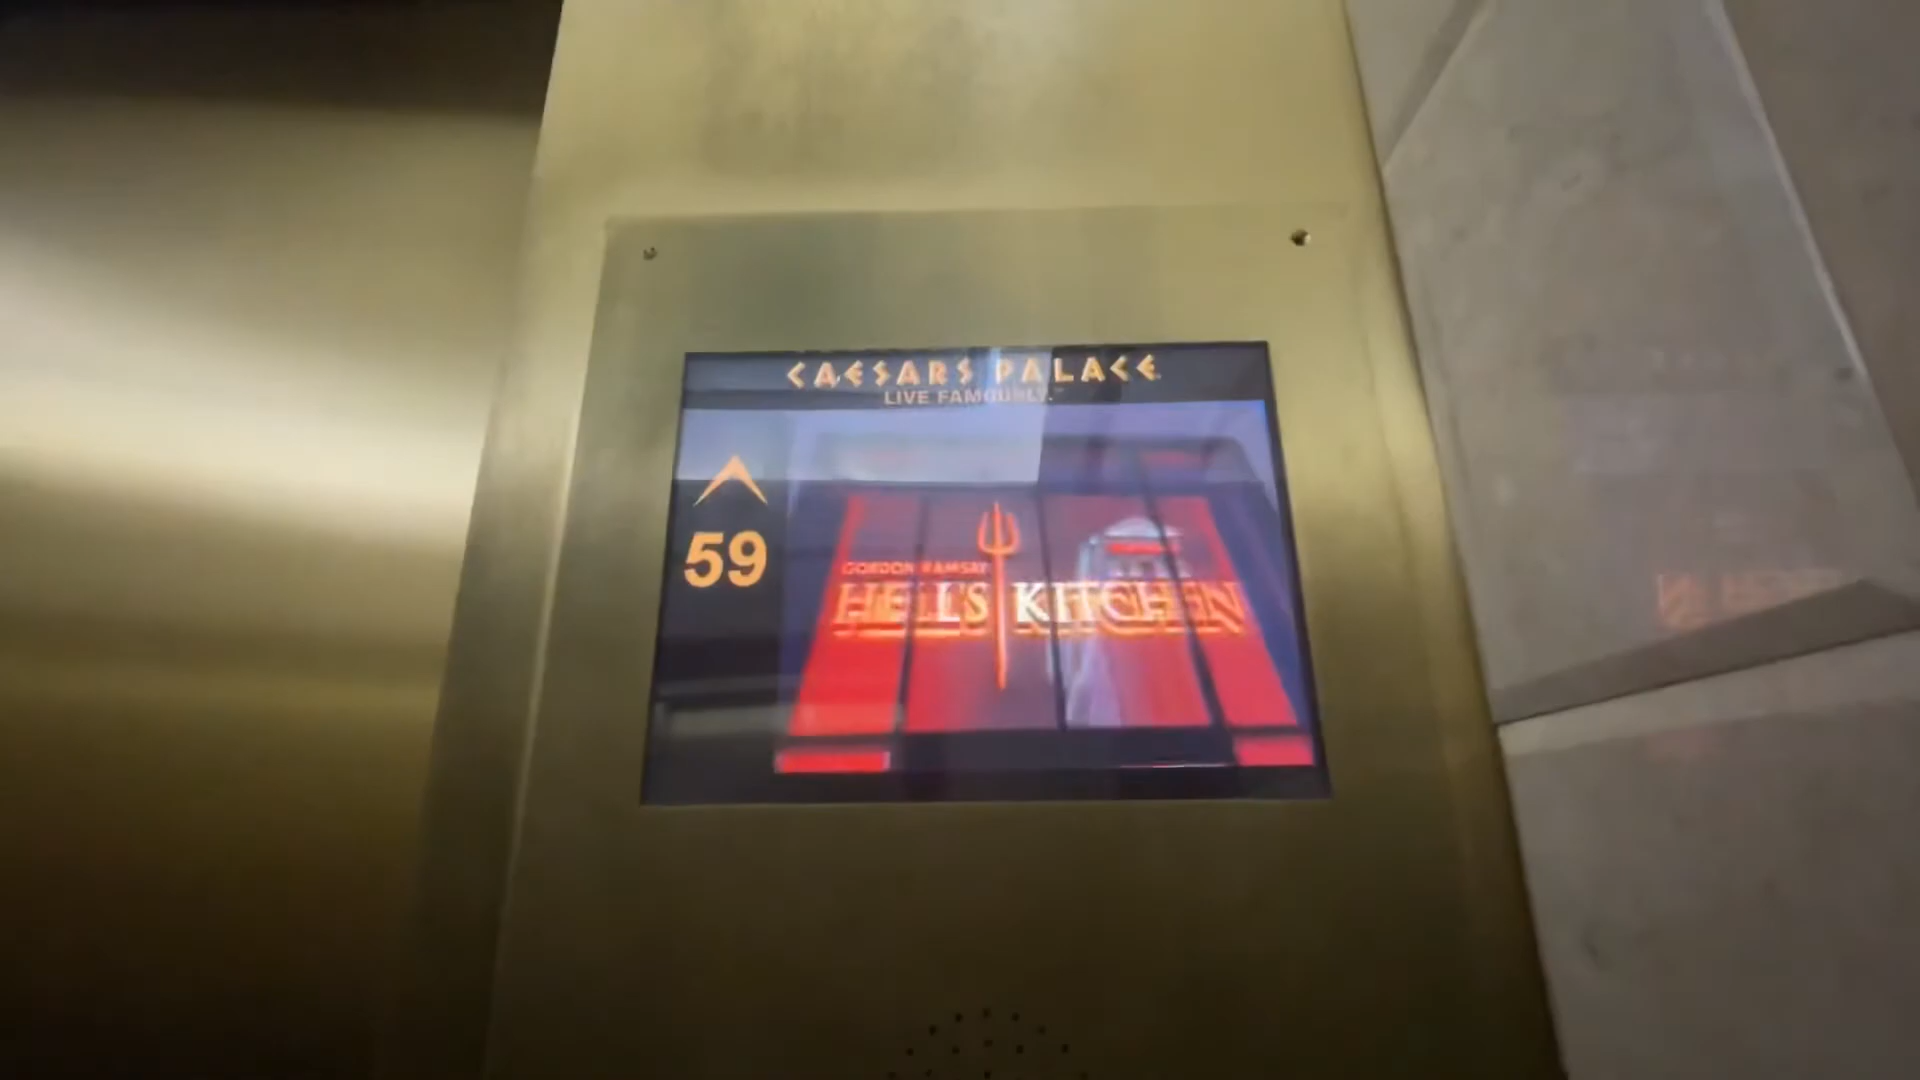 CAESARS PALACE
LIVE FAMOUSLY.
59
GORDON RAMSAY
HELL'S KITCHEN